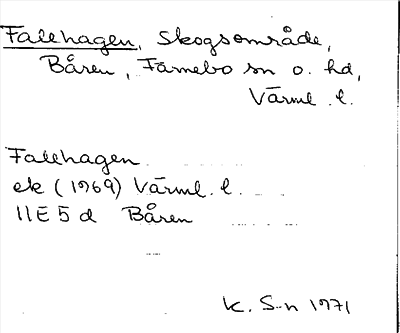 Fallhagen, Skogsområde,
Båren, Färnebo sn o. hd,
Värml. l.
Fallhagen
ek (1969) Värml. l.
11E 5 d Båren
K. S-n 1971